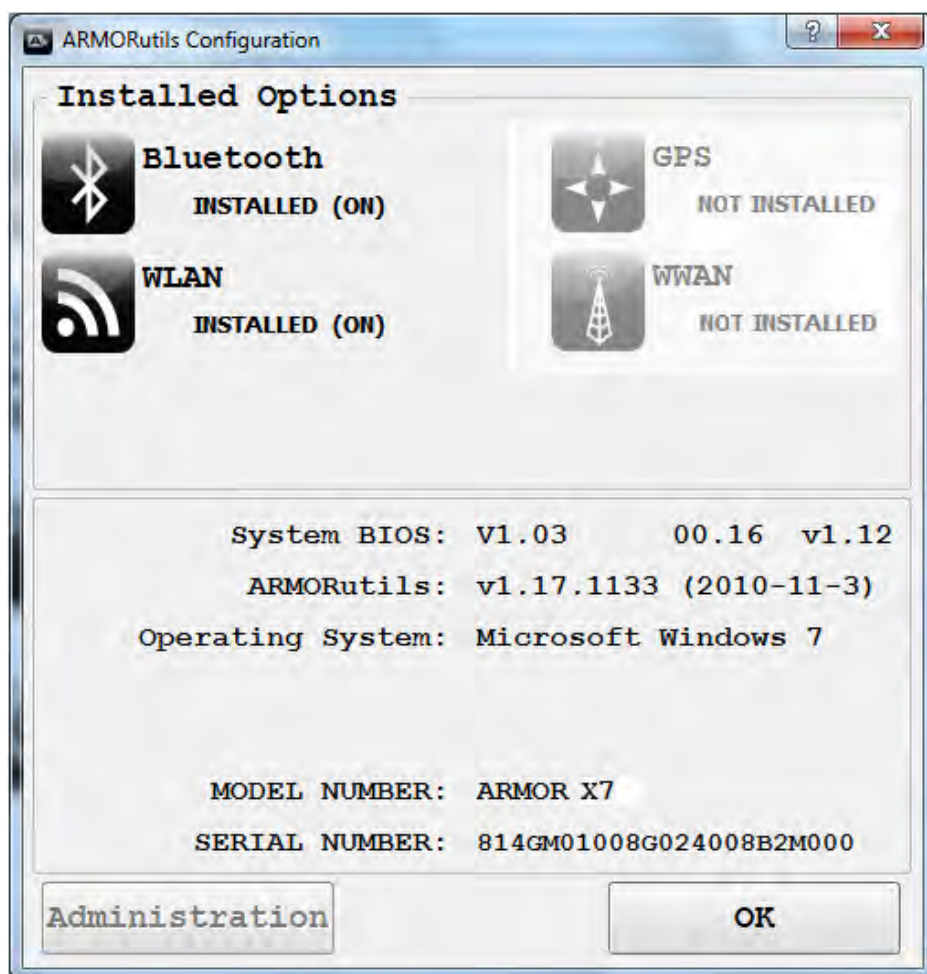 ARMORutils Configuration
Installed Options
Bluetooth
INSTALLED (ON)
GPS
NOT INSTALLED
WLAN
INSTALLED (ON)
WWAN
NOT INSTALLED
System BIOS: V1.03 00.16 v1.12
ARMORutils: v1.17.1133 (2010-11-3)
Operating System: Microsoft Windows 7
MODEL NUMBER: ARMOR X7
SERIAL NUMBER: 814GM01008G024008B2M000
Administration
OK